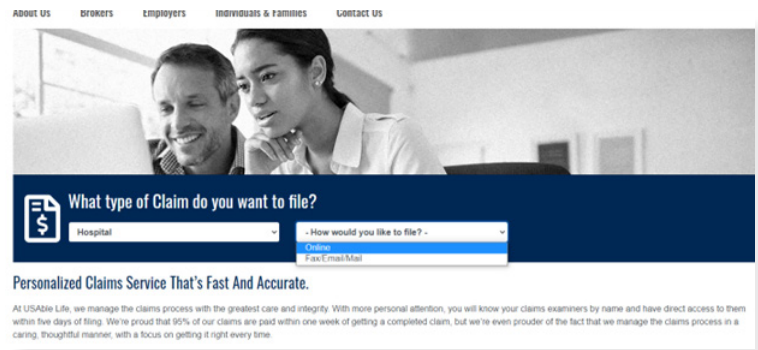 About Us Brokers Employers Individuals & Families Contact Us
What type of Claim do you want to file?
Hospital - How would you like to file? -
Online
Fax/Email/Mail
Personalized Claims Service That's Fast And Accurate.
At USAble Life, we manage the claims process with the greatest care and integrity. With more personal attention, you will know your claims examiners by name and have direct access to them
within five days of filing. We're proud that 95% of our claims are paid within one week of getting a completed claim, but we're even prouder of the fact that we manage the claims process in a
caring, thoughtful manner, with a focus on getting it right every time.